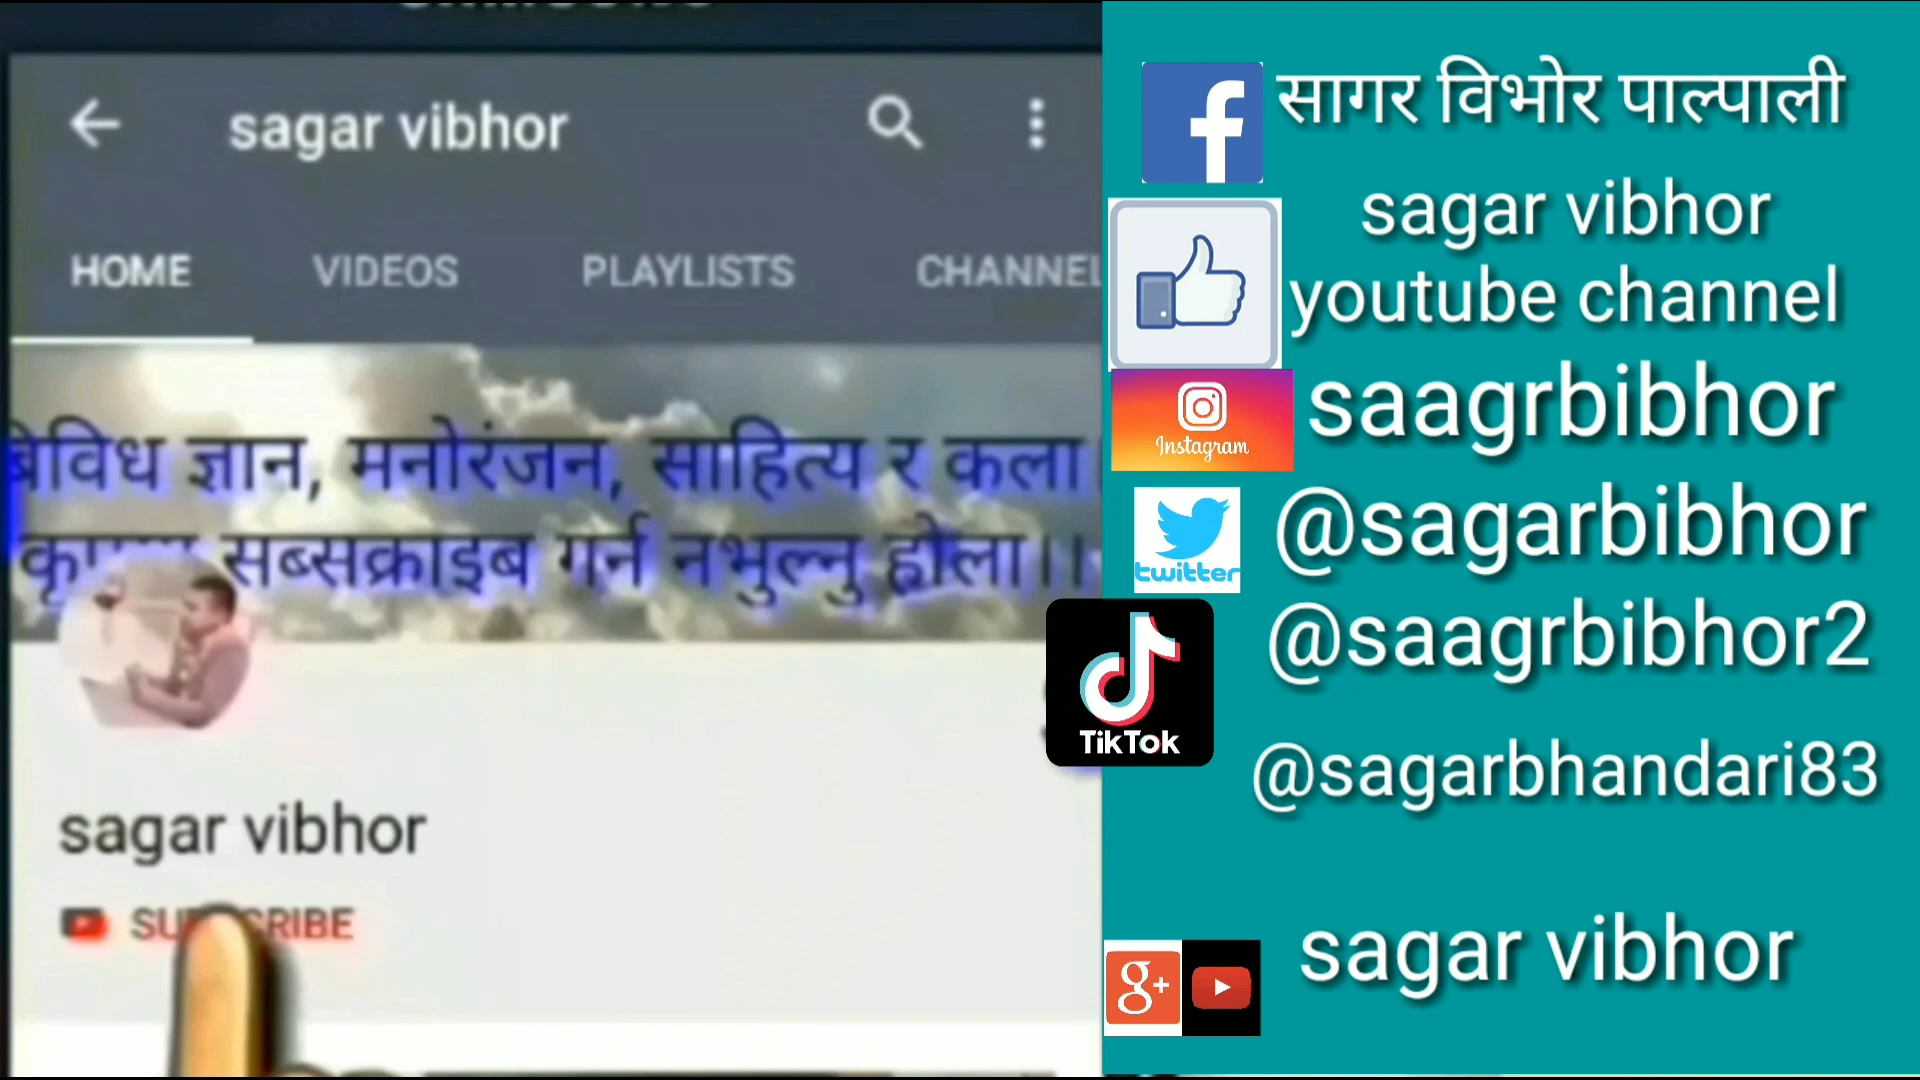 sagar vibhor
HOME VIDEOS PLAYLISTS CHANNEL
विविध ज्ञान, मनोरंजन, साहित्य र कला
सब्सक्राइब गर्न नभुल्नु होला।।
sagar vibhor
SUBSCRIBE
सागर विभोर पाल्पाली
sagar vibhor
youtube channel
Instagram
saagrbibhor
twitter
@sagarbibhor
@saagrbibhor2
TikTok
@sagarbhandari83
g+
sagar vibhor